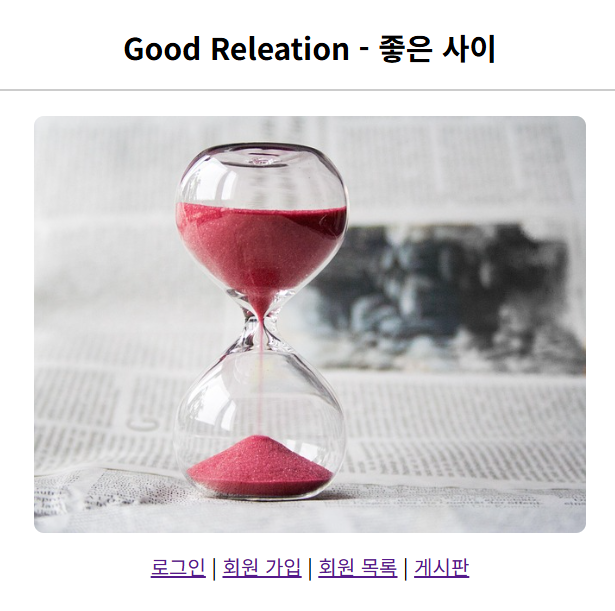 Good Releation - 좋은 사이
로그인 | 회원 가입 | 회원 목록 | 게시판